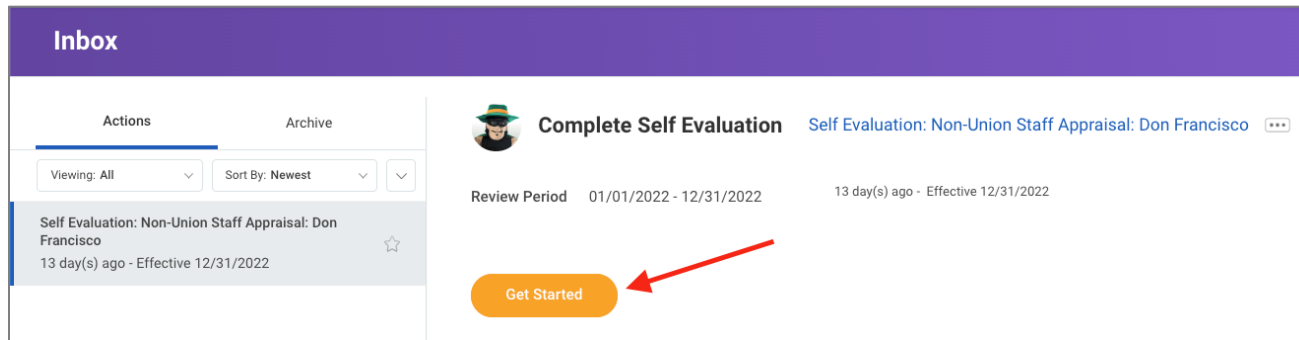 Inbox
Actions
Archive
Viewing: All
Sort By: Newest
Self Evaluation: Non-Union Staff Appraisal: Don
Francisco
13 day(s) ago - Effective 12/31/2022
Complete Self Evaluation
Self Evaluation: Non-Union Staff Appraisal: Don Francisco
Review Period 01/01/2022 - 12/31/2022
13 day(s) ago - Effective 12/31/2022
Get Started